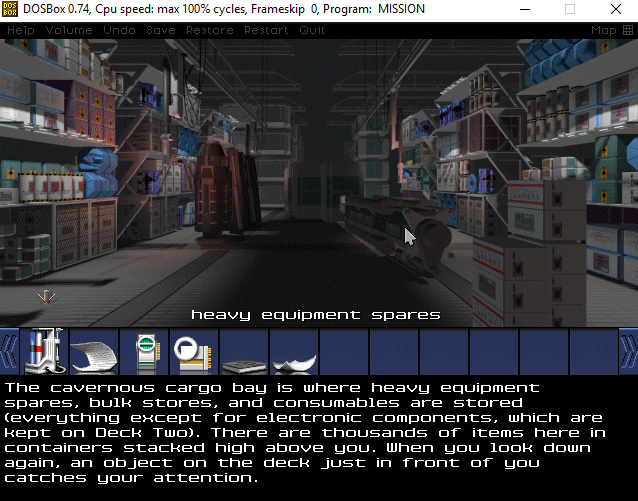 DOSBox 0.74, Cpu speed: max 100% cycles, Frameskip 0, Program: MISSION
Help Volume Undo Save Restore Restart Quit Map
heavy equipment spares
The cavernous cargo bay is where heavy equipment
spares, bulk stores, and consumables are stored
(everything except for electronic components, which are
kept on Deck Two). There are thousands of items here in
containers stacked high above you. When you look down
again, an object on the deck just in front of you
catches your attention.